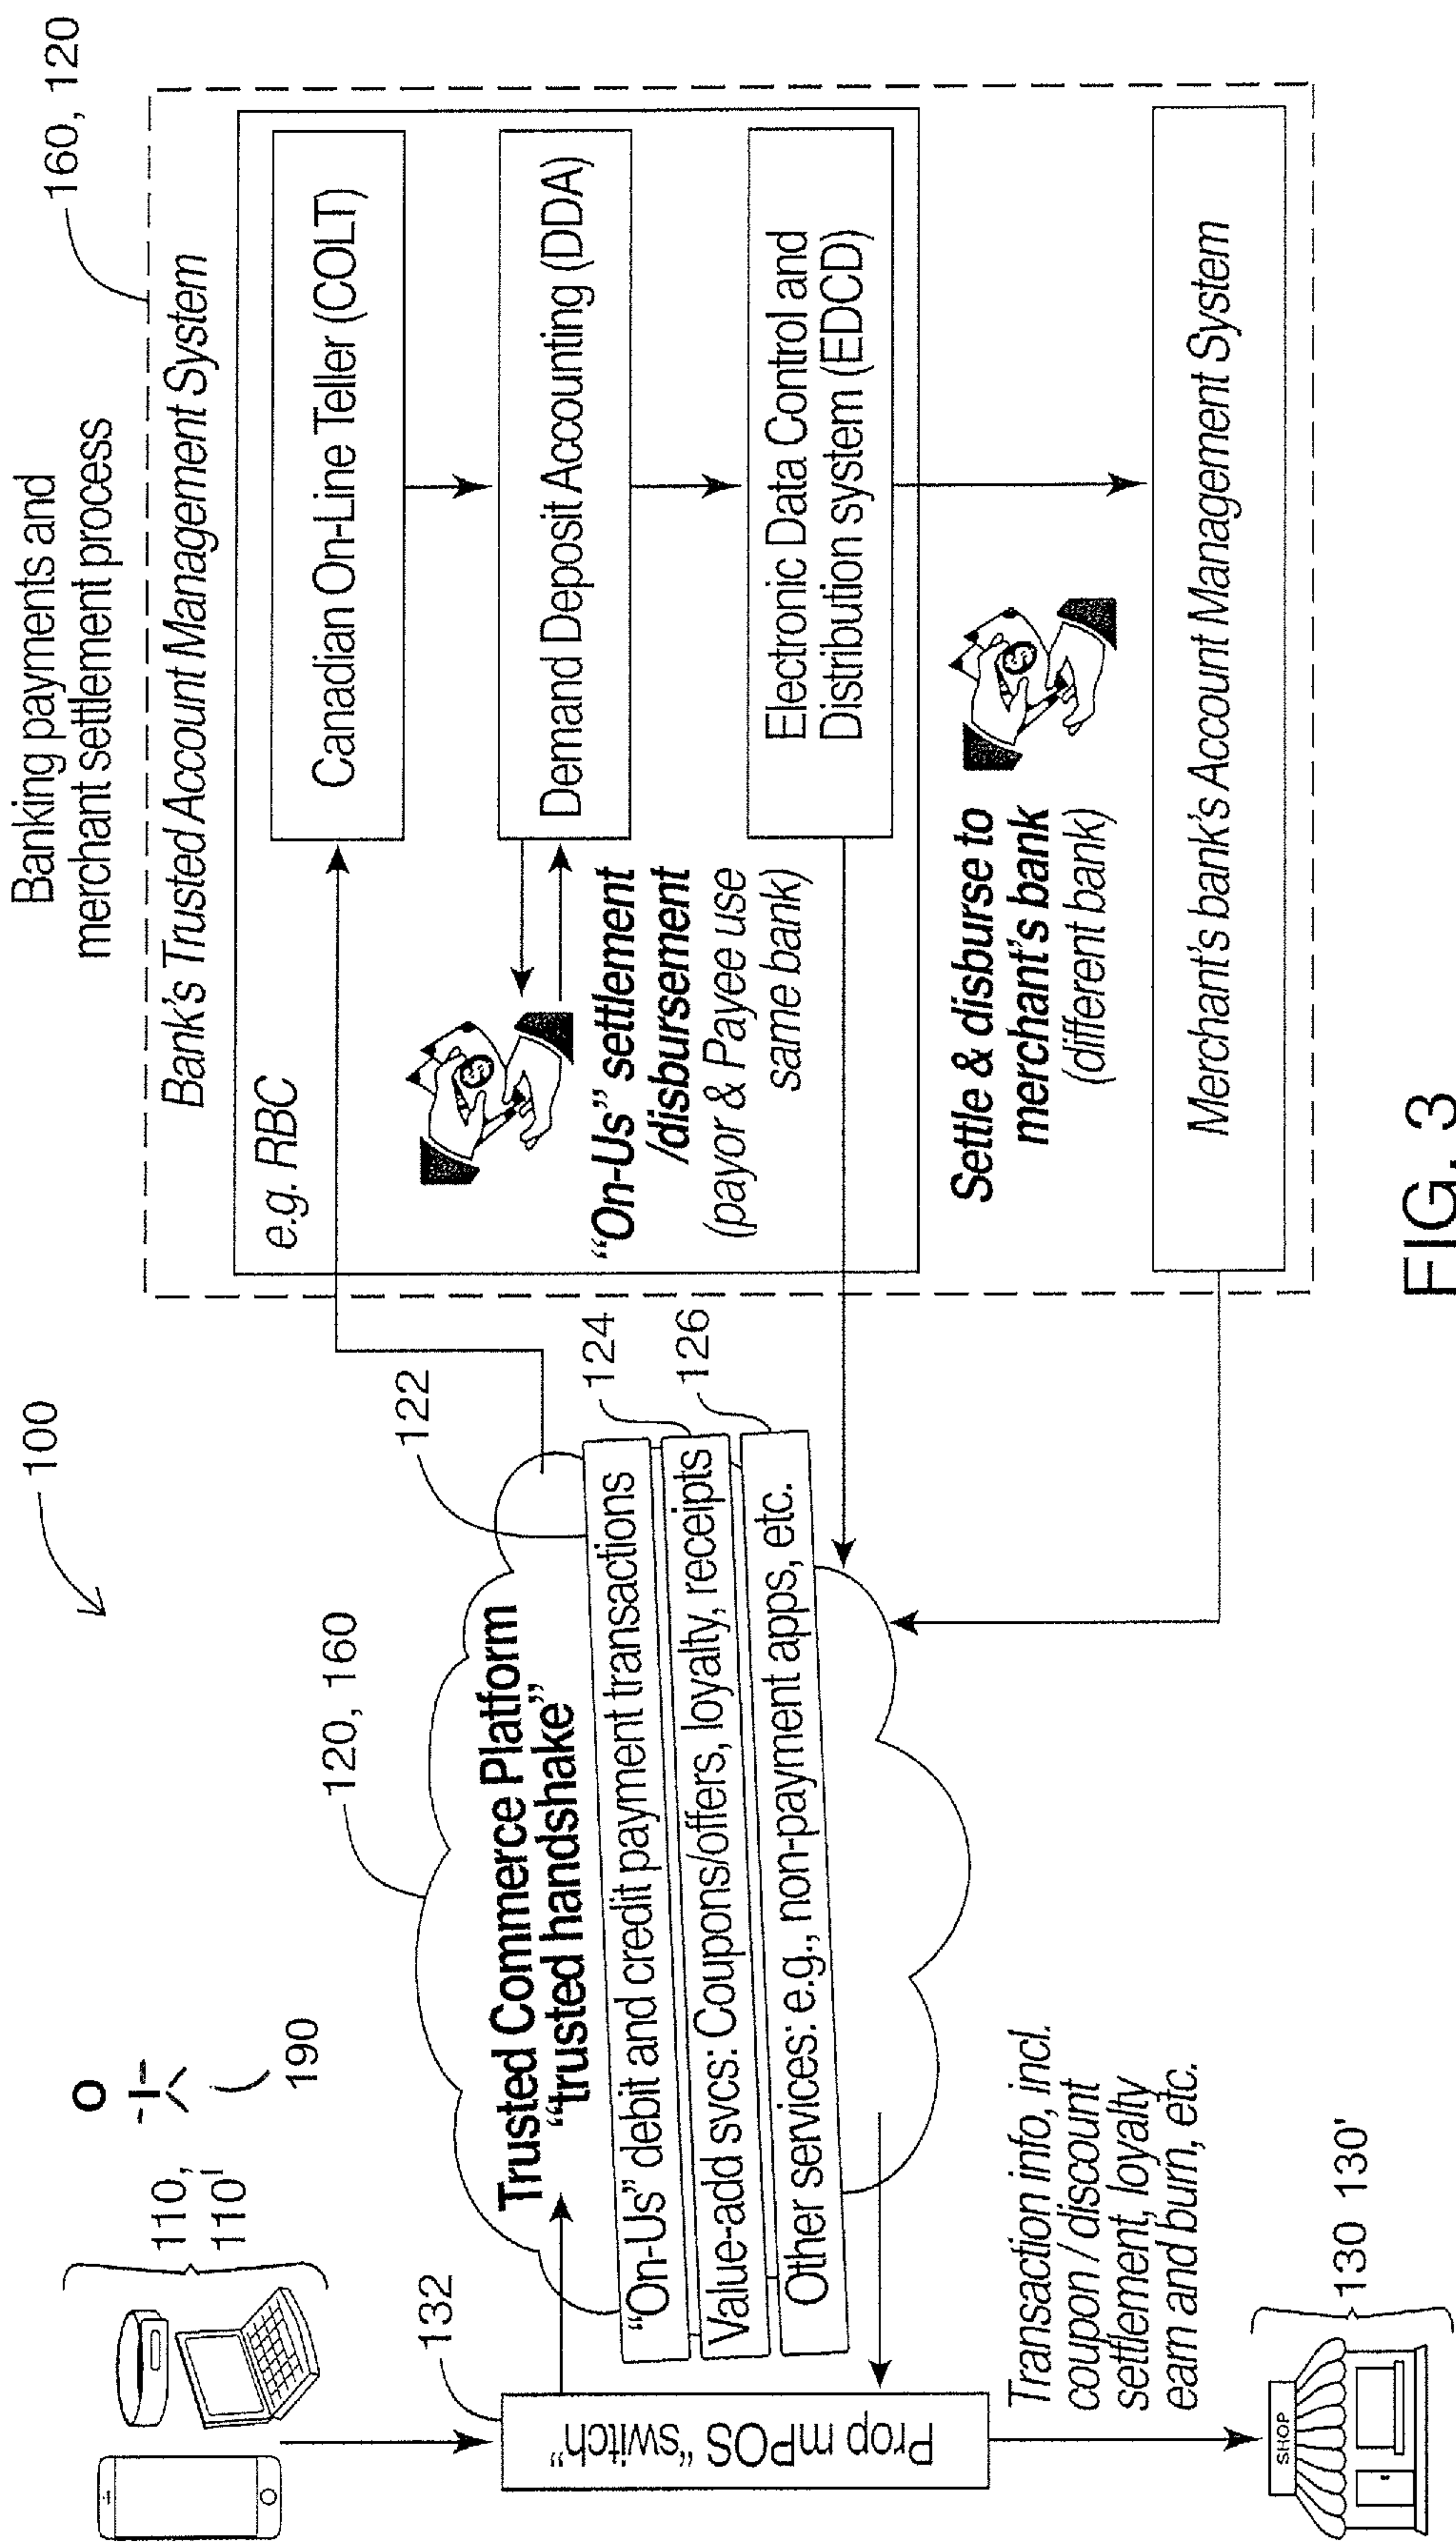 100
Banking payments and
merchant settlement process
160, 120
110,
110'
190
132
Prop mPOS "switch"
120, 160
Trusted Commerce Platform
"trusted handshake"
122
"On-Us" debit and credit payment transactions
124
Value-add svcs: Coupons/offers, loyalty, receipts
126
Other services: e.g., non-payment apps, etc.
Transaction info, incl.
coupon / discount
settlement, loyalty
earn and burn, etc.
SHOP
130 130'
Bank's Trusted Account Management System
e.g. RBC
Canadian On-Line Teller (COLT)
Demand Deposit Accounting (DDA)
$
"On-Us" settlement
/disbursement
(payor & Payee use
same bank)
Electronic Data Control and
Distribution system (EDCD)
Settle & disburse to
merchant's bank
(different bank)
$
Merchant's bank's Account Management System
FIG. 3